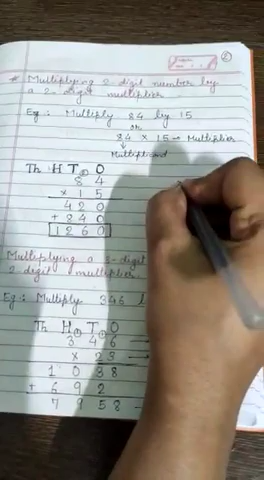 * Multiplying 2-digit number by
a 2-digit multiplier
Eg: Multiply 84 by 15
or
84 × 15 → Multiplier
↓
Multiplicand
Th H T O
8 4
× 1 5
4 2 0
+ 8 4 0
1 2 6 0
Multiplying a 3-digit
2-digit multiplier
Eg: Multiply 346
Th H T O
3 4 6
× 2 3
1 0 3 8
+ 6 9 2
7 9 5 8